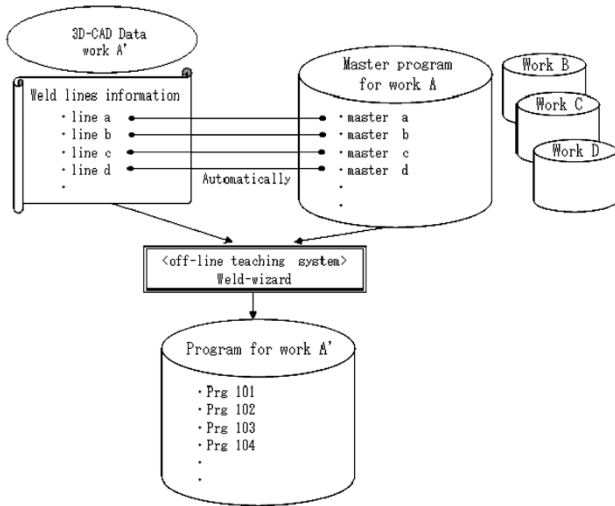 3D-CAD Data
work A'
Weld lines information
・line a
・line b
・line c
・line d
・
Automatically
Master program
for work A
・master a
・master b
・master c
・master d
・
・
Work B
Work C
Work D
<off-line teaching system>
Weld-wizard
Program for work A'
・Prg 101
・Prg 102
・Prg 103
・Prg 104
・
・